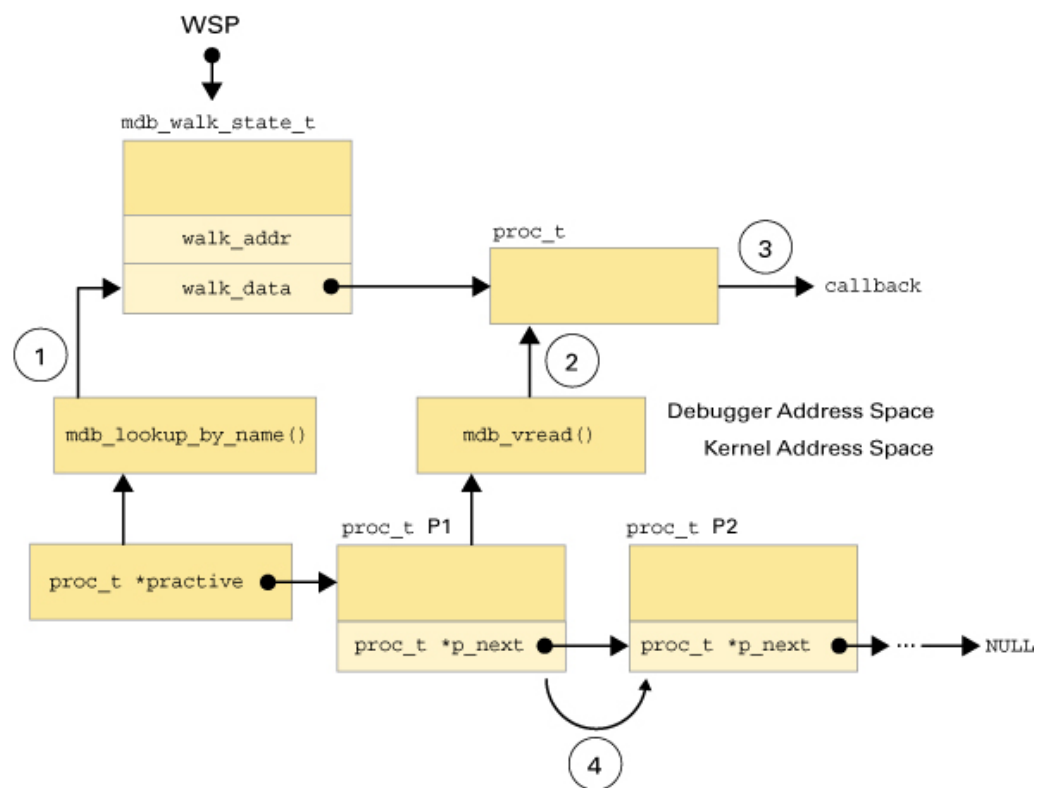 WSP
mdb_walk_state_t
walk_addr
walk_data
proc_t
3
callback
1
2
mdb_lookup_by_name()
mdb_vread()
Debugger Address Space
Kernel Address Space
proc_t P1
proc_t P2
proc_t *practive
proc_t *p_next
proc_t *p_next
...
NULL
4